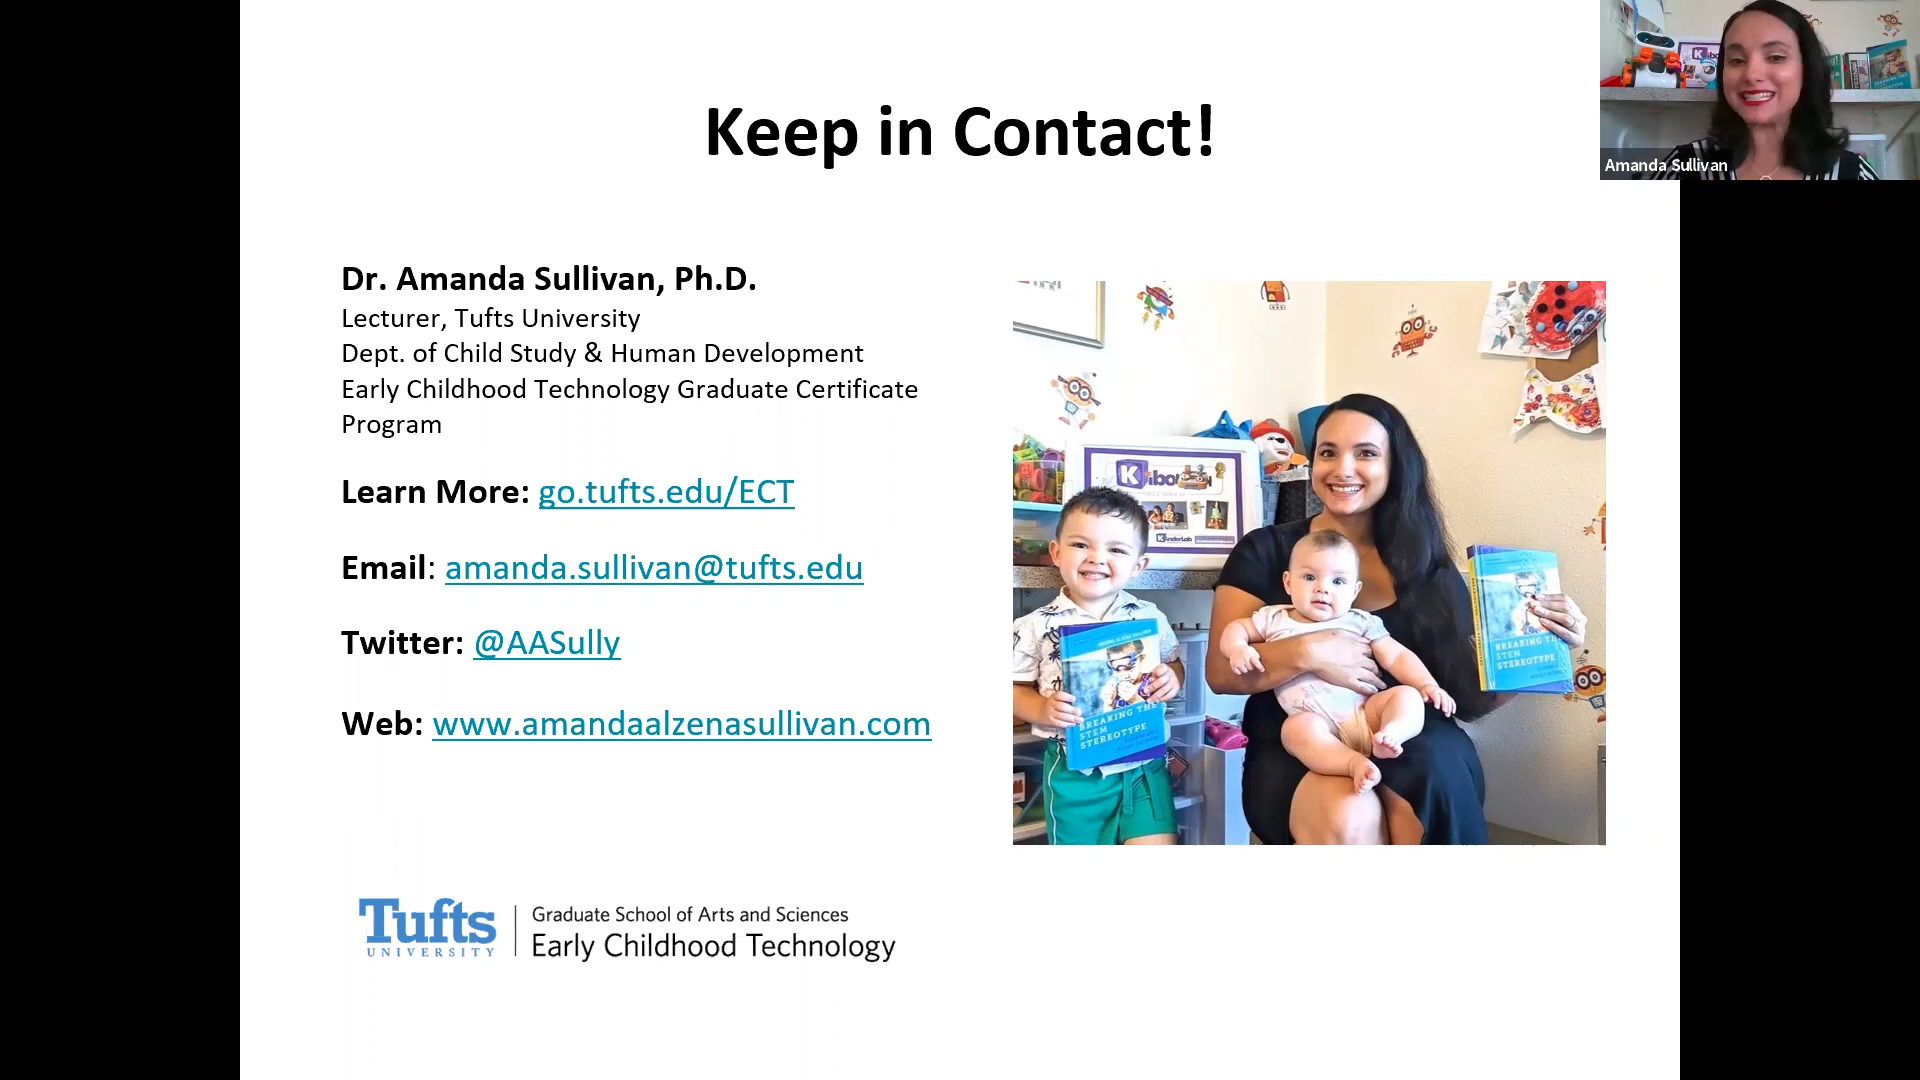 Keep in Contact!
Amanda Sullivan
Dr. Amanda Sullivan, Ph.D.
Lecturer, Tufts University
Dept. of Child Study & Human Development
Early Childhood Technology Graduate Certificate
Program
Learn More: go.tufts.edu/ECT
Email: amanda.sullivan@tufts.edu
Twitter: @AASully
Web: www.amandaalzenasullivan.com
Kibo
KinderLab
BREAKING THE
STEM
STEREOTYPE
BREAKING THE
STEM
STEREOTYPE
Tufts
UNIVERSITY
Graduate School of Arts and Sciences
Early Childhood Technology